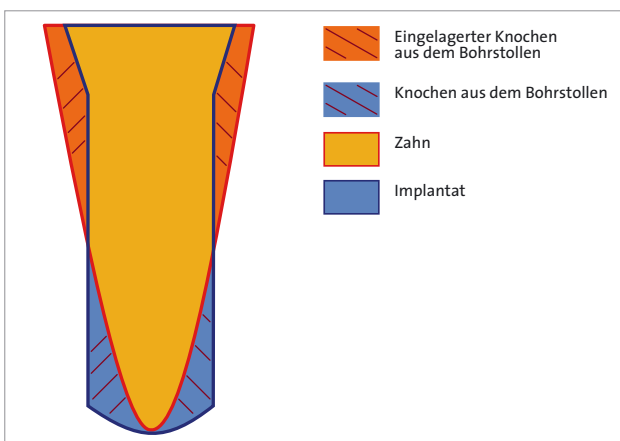 Eingelagerter Knochen
aus dem Bohrstollen
Knochen aus dem Bohrstollen
Zahn
Implantat